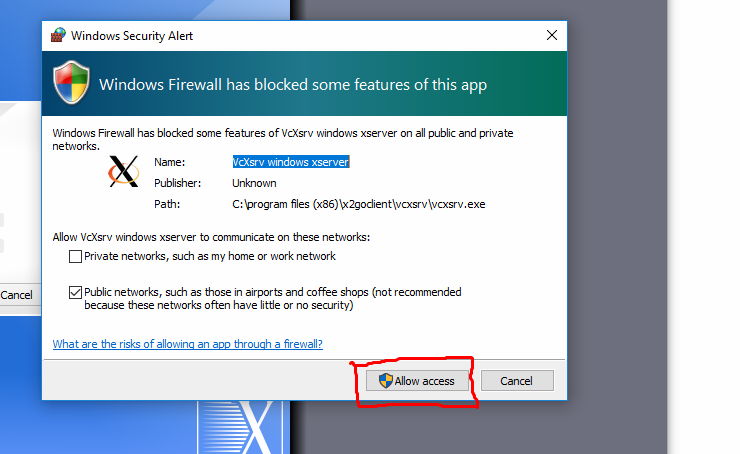 Windows Security Alert
Windows Firewall has blocked some features of this app
Windows Firewall has blocked some features of VcXsrv windows xserver on all public and private
networks.
Name: VcXsrv windows xserver
Publisher: Unknown
Path: C:\program files (x86)\x2goclient\vcxsrv\vcxsrv.exe
Allow VcXsrv windows xserver to communicate on these networks:
Private networks, such as my home or work network
Public networks, such as those in airports and coffee shops (not recommended
because these networks often have little or no security)
What are the risks of allowing an app through a firewall?
Allow access Cancel
Cancel